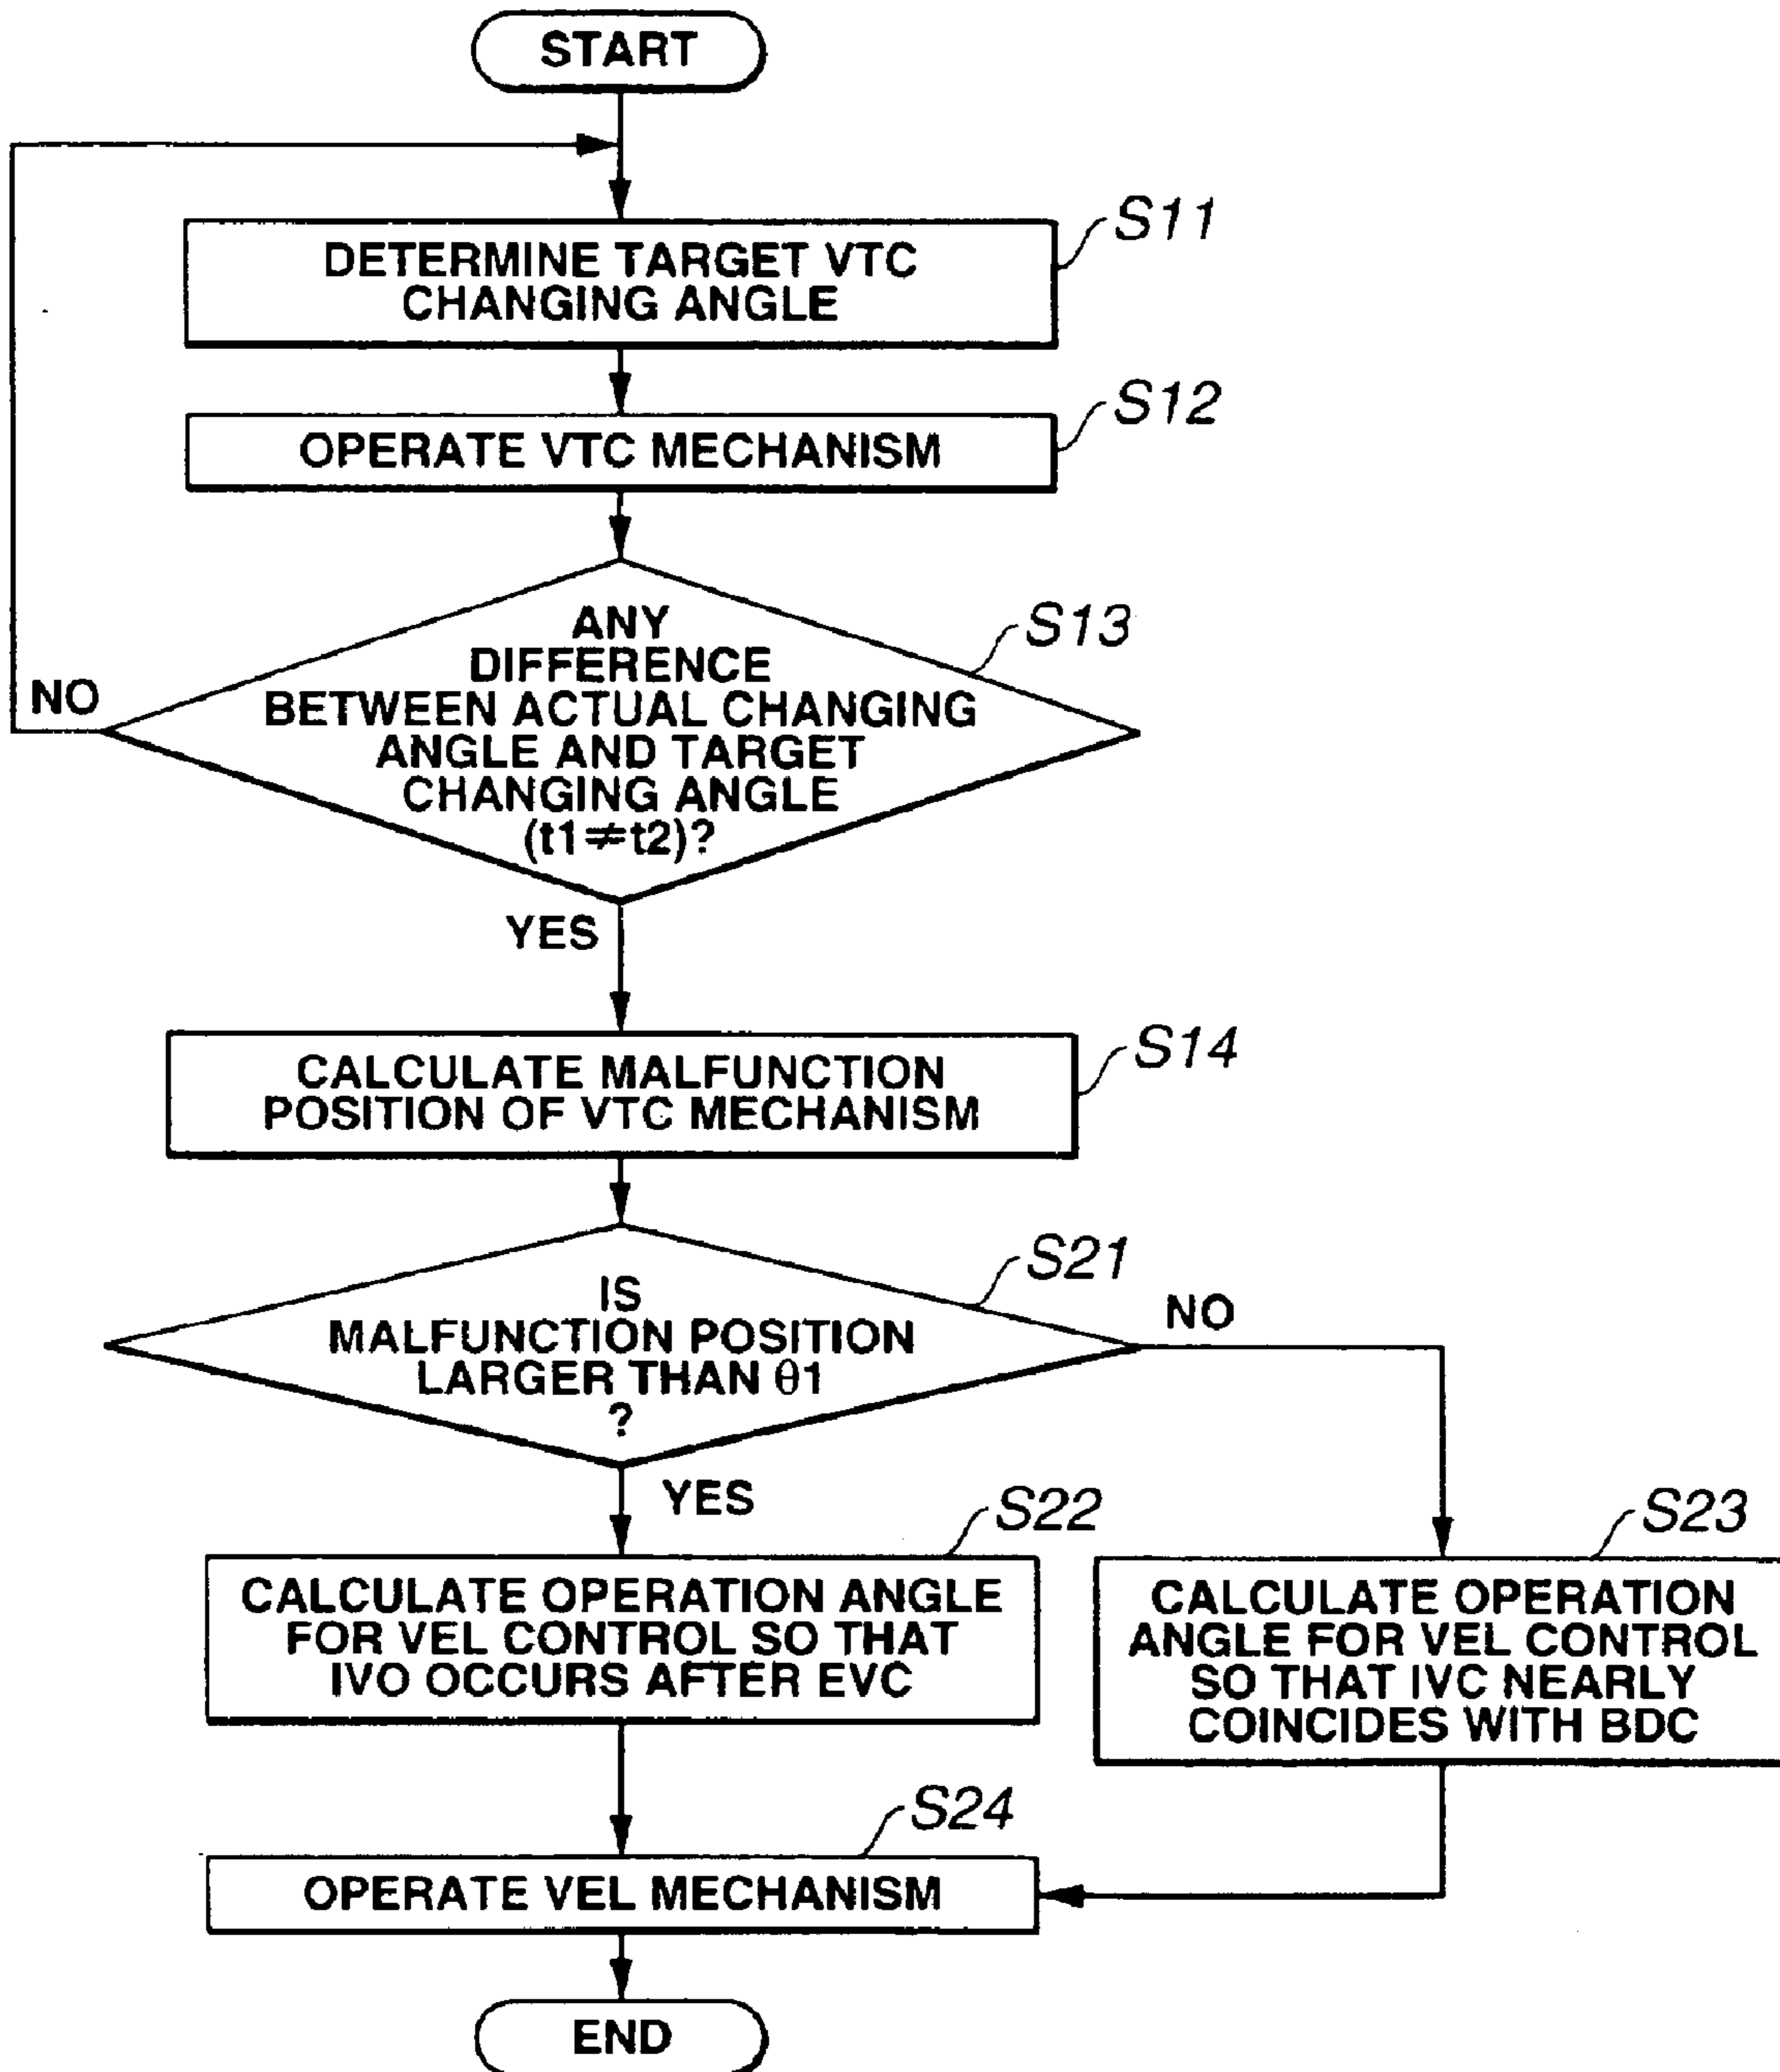 START
S11
DETERMINE TARGET VTC
CHANGING ANGLE
S12
OPERATE VTC MECHANISM
S13
ANY
DIFFERENCE
BETWEEN ACTUAL CHANGING
ANGLE AND TARGET
CHANGING ANGLE
(t1≠t2)?
NO
YES
S14
CALCULATE MALFUNCTION
POSITION OF VTC MECHANISM
S21
IS
MALFUNCTION POSITION
LARGER THAN θ1
?
NO
YES
S22
CALCULATE OPERATION ANGLE
FOR VEL CONTROL SO THAT
IVO OCCURS AFTER EVC
S23
CALCULATE OPERATION
ANGLE FOR VEL CONTROL
SO THAT IVC NEARLY
COINCIDES WITH BDC
S24
OPERATE VEL MECHANISM
END